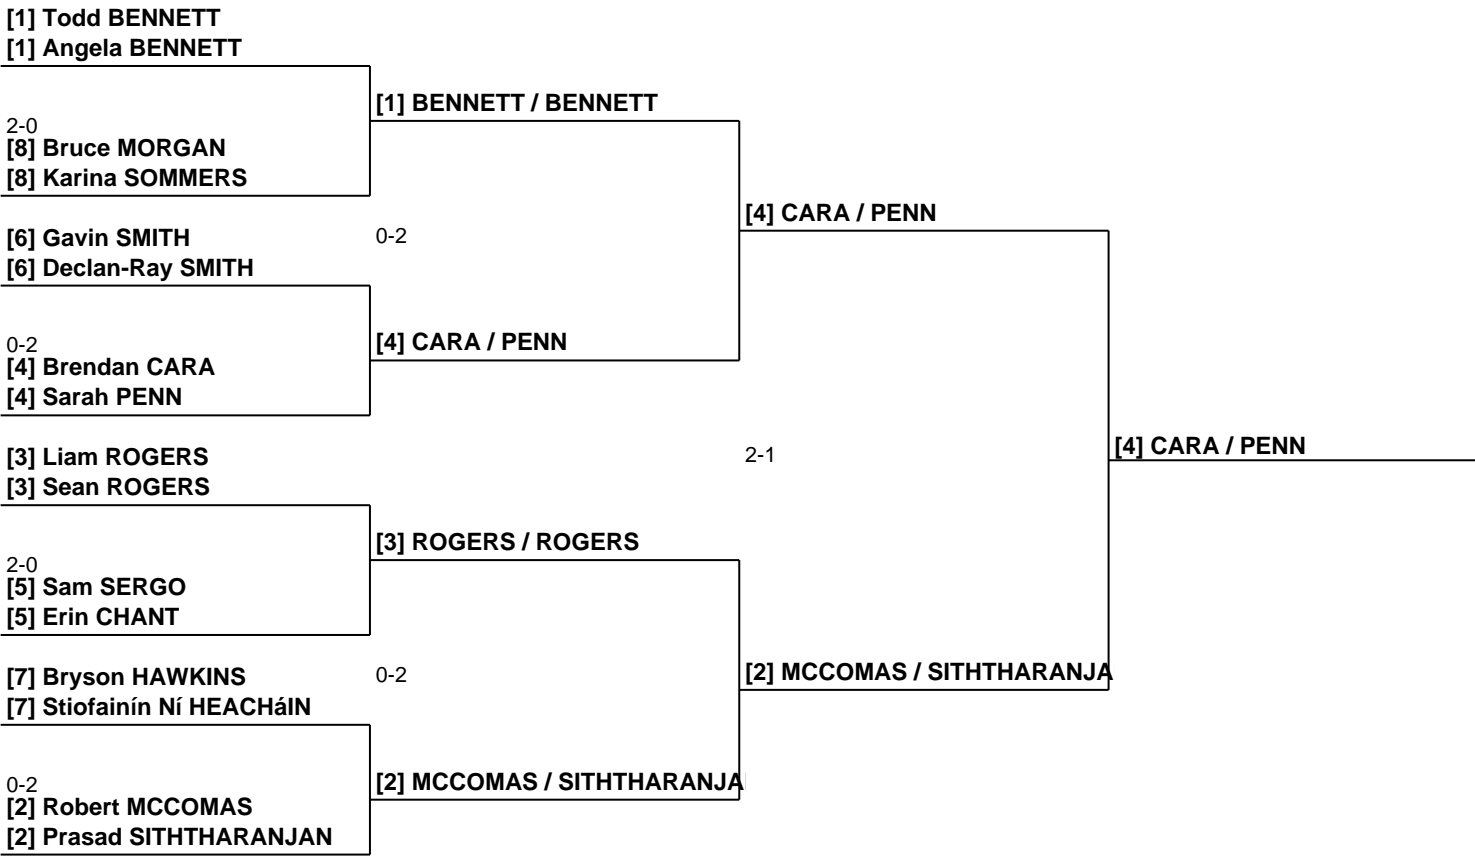 [1] Todd BENNETT
[1] Angela BENNETT
[1] BENNETT / BENNETT
2-0
[8] Bruce MORGAN
[8] Karina SOMMERS
[4] CARA / PENN
[6] Gavin SMITH
0-2
[6] Declan-Ray SMITH
[4] CARA / PENN
0-2
[4] Brendan CARA
[4] Sarah PENN
[4] CARA / PENN
[3] Liam ROGERS
2-1
[3] Sean ROGERS
[3] ROGERS / ROGERS
2-0
[5] Sam SERGO
[5] Erin CHANT
[2] MCCOMAS / SITHTHARANJA
[7] Bryson HAWKINS
0-2
[7] Stiofainín Ní HEACHáIN
[2] MCCOMAS / SITHTHARANJA
0-2
[2] Robert MCCOMAS
[2] Prasad SITHTHARANJAN